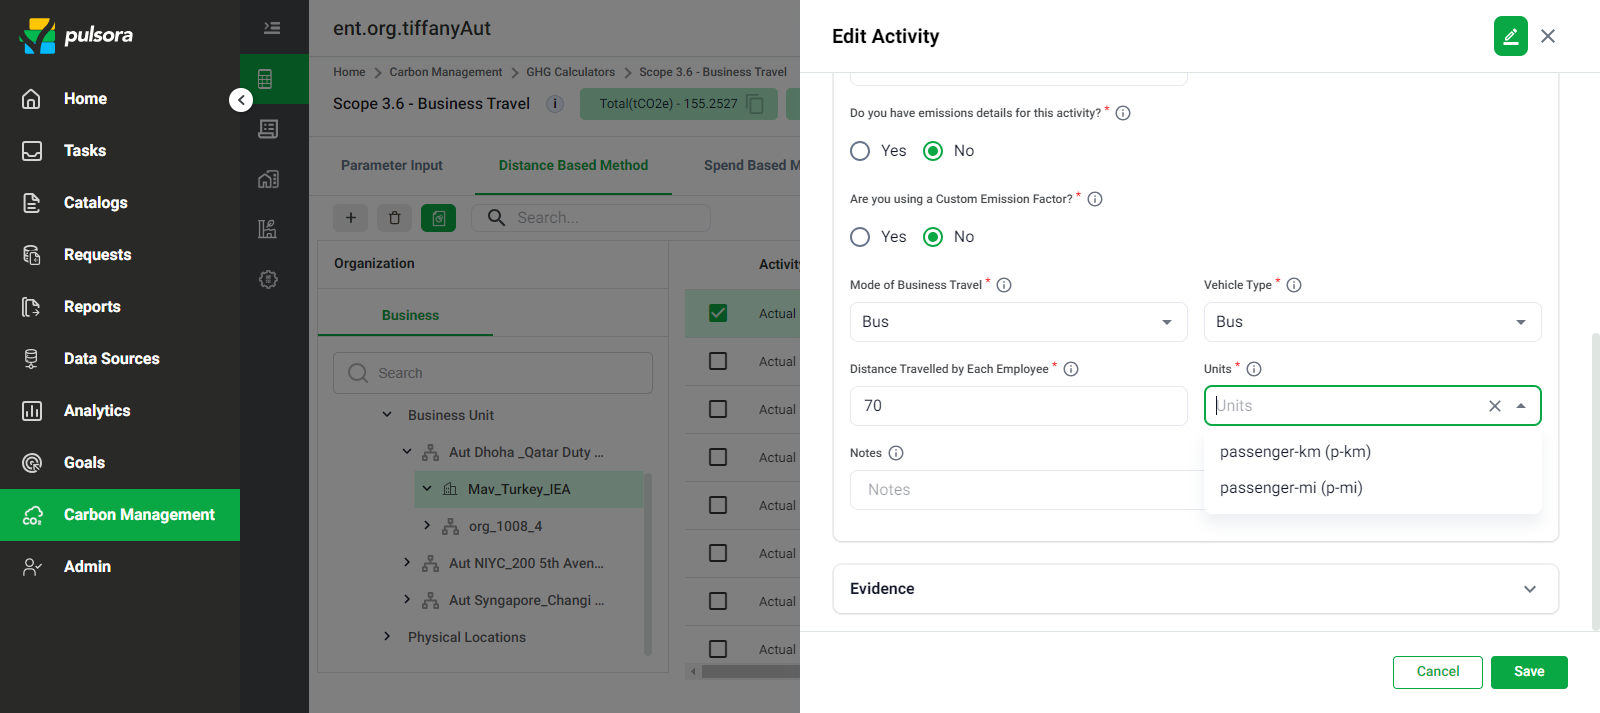 pulsora
Home
Tasks
Catalogs
Requests
Reports
Data Sources
Analytics
Goals
Carbon Management
Admin
ent.org.tiffanyAut
Home > Carbon Management > GHG Calculators > Scope 3.6 - Business Travel
Scope 3.6 - Business Travel i Total(tCO2e) - 155.2527
Parameter Input Distance Based Method Spend Based M
Search...
Organization
Business
Search
Business Unit
Aut Dhoha _Qatar Duty ...
Mav_Turkey_IEA
org_1008_4
Aut NIYC_200 5th Aven...
Aut Syngapore_Changi ...
Physical Locations
Activity
Actual
Actual
Actual
Actual
Actual
Actual
Actual
Actual
Edit Activity
Do you have emissions details for this activity? *
Yes No
Are you using a Custom Emission Factor? *
Yes No
Mode of Business Travel * Vehicle Type *
Bus Bus
Distance Travelled by Each Employee * Units *
70 Units
passenger-km (p-km)
passenger-mi (p-mi)
Notes
Notes
Evidence
Cancel Save